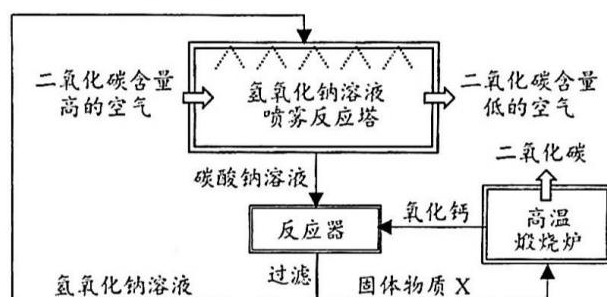 二氧化碳含量
高的空气
氢氧化钠溶液
喷雾反应塔
二氧化碳含量
低的空气
二氧化碳
碳酸钠溶液
反应器
氧化钙
高温
煅烧炉
过滤
氢氧化钠溶液
固体物质 X